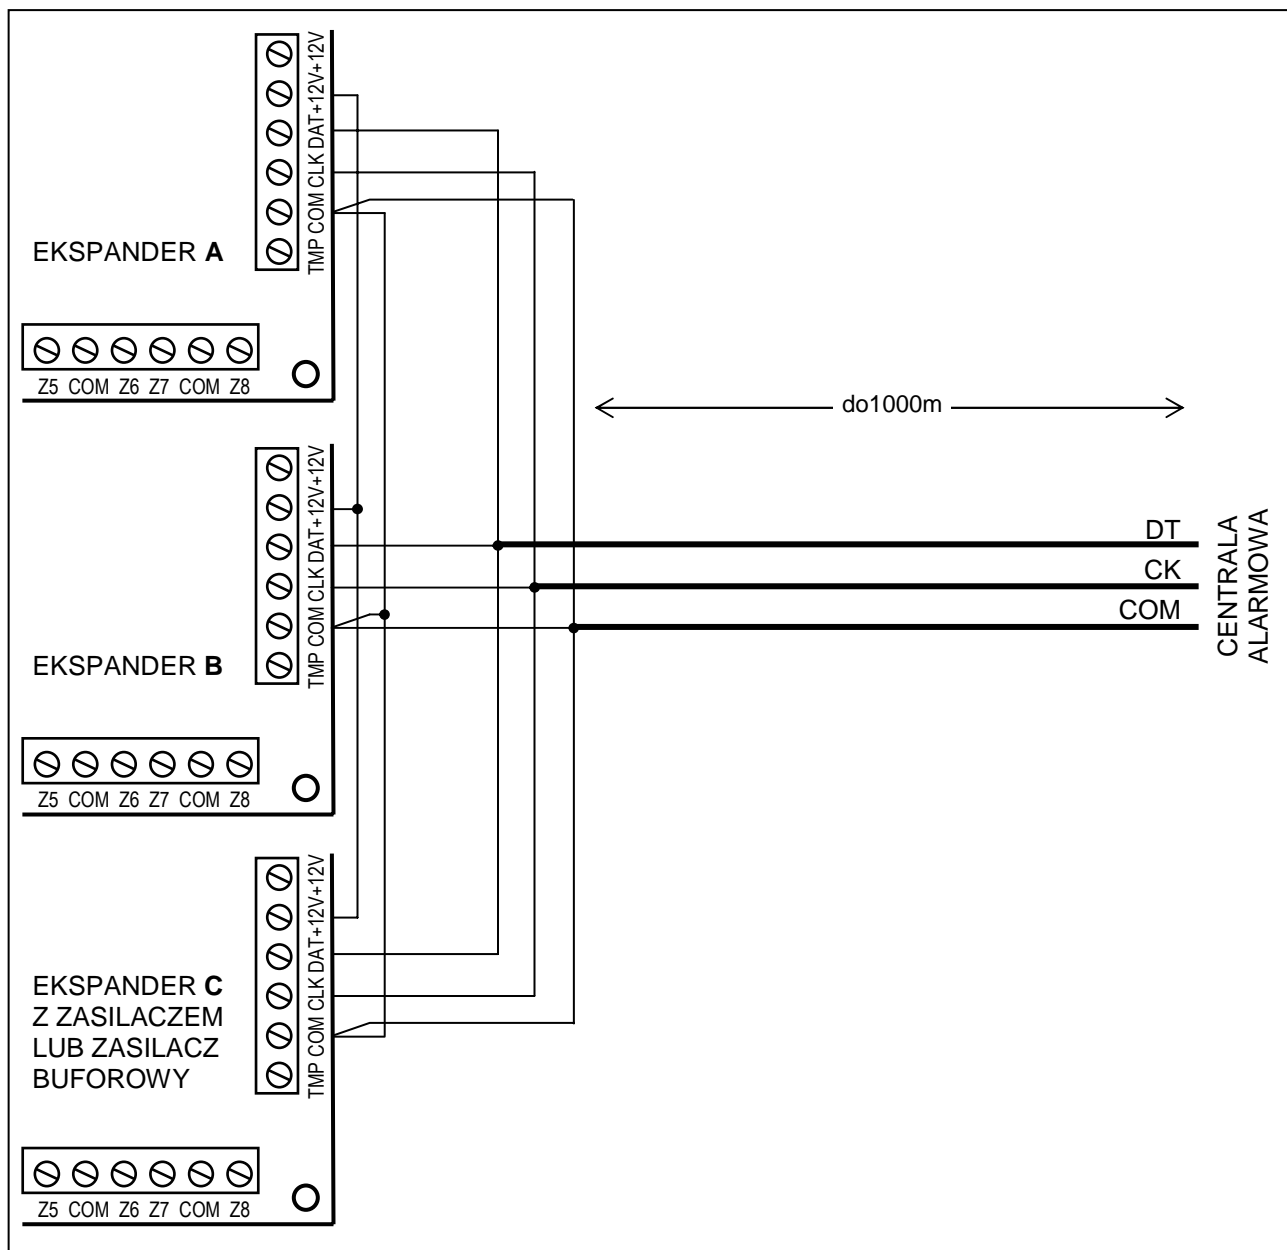 TMP COM CLK DAT+12V+12V
EKSPANDER A
Z5 COM Z6 Z7 COM Z8
do1000m
TMP COM CLK DAT+12V+12V
DT
CK
COM
CENTRALA
ALARMOWA
EKSPANDER B
Z5 COM Z6 Z7 COM Z8
TMP COM CLK DAT+12V+12V
EKSPANDER C
Z ZASILACZEM
LUB ZASILACZ
BUFOROWY
Z5 COM Z6 Z7 COM Z8